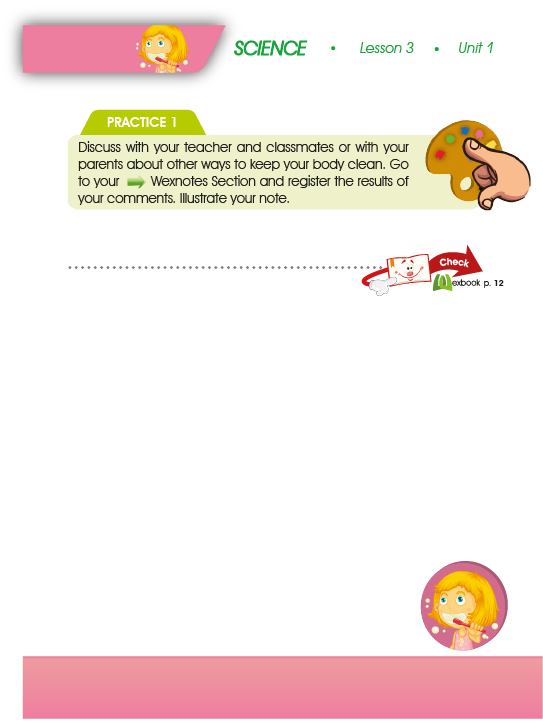 SCIENCE • Lesson 3 • Unit 1
PRACTICE 1
Discuss with your teacher and classmates or with your
parents about other ways to keep your body clean. Go
to your Wexnotes Section and register the results of
your comments. Illustrate your note.
Check
exbook p. 12